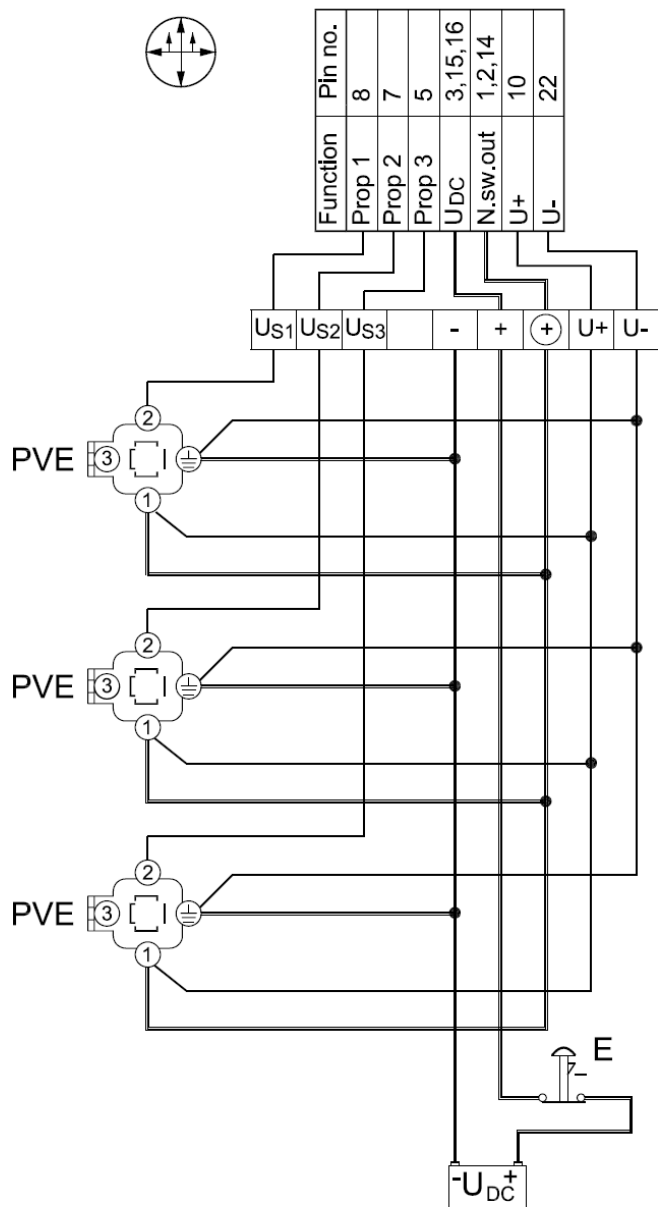 Pin no. 8 7 5 3,15,16 1,2,14 10 22
Function Prop 1 Prop 2 Prop 3 UDC N.sw.out U+ U-
US1 US2 US3 - + + U+ U-
2
PVE 3
1
2
PVE 3
1
2
PVE 3
1
E
- UDC +